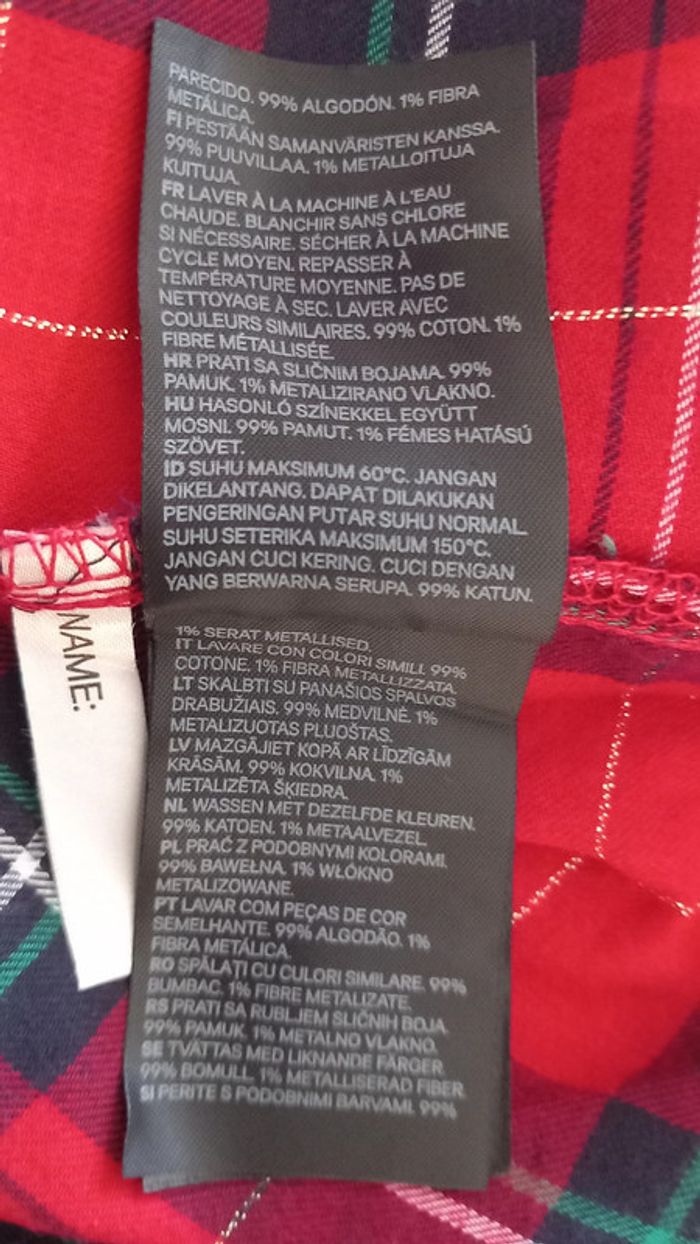 PARECIDO. 99% ALGODÓN. 1% FIBRA
METÁLICA.
FI PESTÄÄN SAMANVÄRISTEN KANSSA.
99% PUUVILLAA. 1% METALLOITUJA
KUITUJA.
FR LAVER À LA MACHINE À L'EAU
CHAUDE. BLANCHIR SANS CHLORE
SI NÉCESSAIRE. SÉCHER À LA MACHINE
CYCLE MOYEN. REPASSER À
TEMPÉRATURE MOYENNE. PAS DE
NETTOYAGE À SEC. LAVER AVEC
COULEURS SIMILAIRES. 99% COTON. 1%
FIBRE MÉTALLISÉE.
HR PRATI SA SLIČNIM BOJAMA. 99%
PAMUK. 1% METALIZIRANO VLAKNO.
HU HASONLÓ SZÍNEKKEL EGYÜTT
MOSNI. 99% PAMUT. 1% FÉMES HATÁSÚ
SZÖVET.
ID SUHU MAKSIMUM 60°C. JANGAN
DIKELANTANG. DAPAT DILAKUKAN
PENGERINGAN PUTAR SUHU NORMAL.
SUHU SETERIKA MAKSIMUM 150°C.
JANGAN CUCI KERING. CUCI DENGAN
YANG BERWARNA SERUPA. 99% KATUN.
1% SERAT METALLISED.
IT LAVARE CON COLORI SIMILI. 99%
COTONE. 1% FIBRA METALLIZZATA.
LT SKALBTI SU PANAŠIOS SPALVOS
DRABUŽIAIS. 99% MEDVILNĖ. 1%
METALIZUOTAS PLUOŠTAS.
LV MAZGĀJIET KOPĀ AR LĪDZĪGĀM
KRĀSĀM. 99% KOKVILNA. 1%
METALIZĒTA ŠĶIEDRA.
NL WASSEN MET DEZELFDE KLEUREN.
99% KATOEN. 1% METAALVEZEL.
PL PRAĆ Z PODOBNYMI KOLORAMI.
99% BAWEŁNA. 1% WŁÓKNO
METALIZOWANE.
PT LAVAR COM PEÇAS DE COR
SEMELHANTE. 99% ALGODÃO. 1%
FIBRA METÁLICA.
RO SPĂLAȚI CU CULORI SIMILARE. 99%
BUMBAC. 1% FIBRE METALIZATE.
RS PRATI SA RUBLJEM SLIČNIH BOJA.
99% PAMUK. 1% METALNO VLAKNO.
SE TVÄTTAS MED LIKNANDE FÄRGER.
99% BOMULL. 1% METALLISERAD FIBER.
SI PERITE S PODOBNIMI BARVAMI. 99%
NAME: